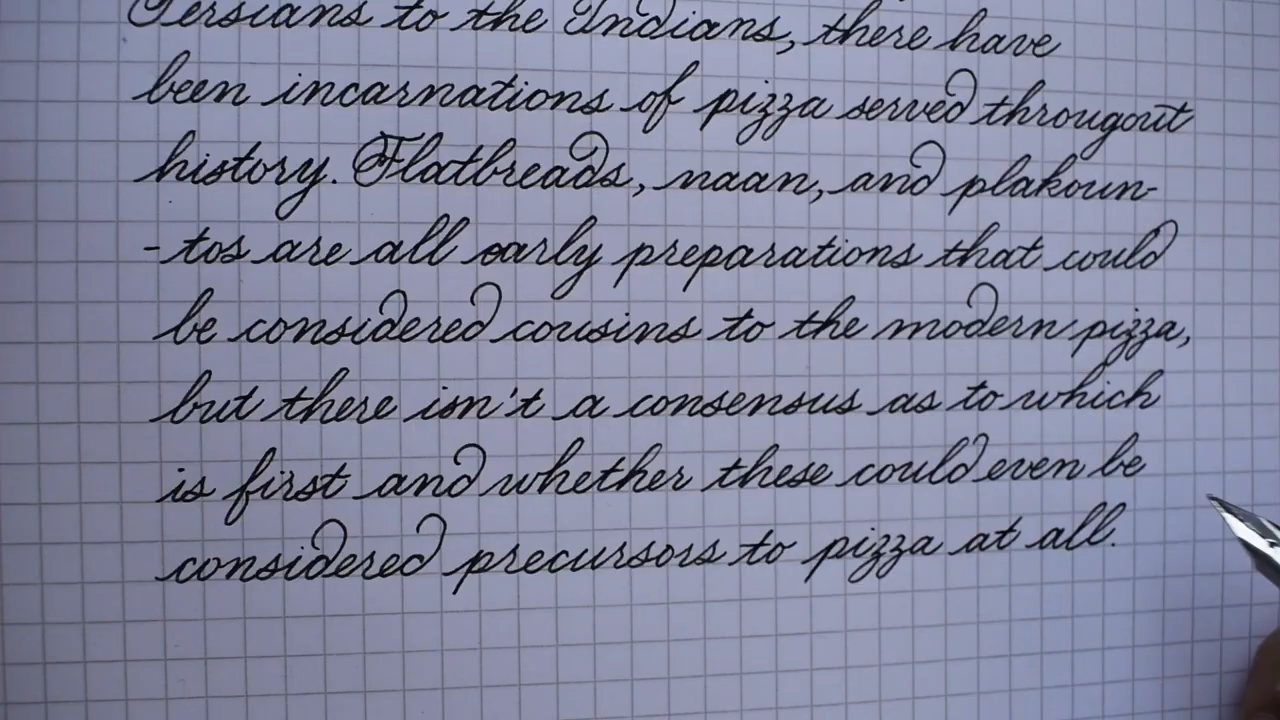 Persians to the Indians, there have
been incarnations of pizza served througout
history. Flatbreads, naan, and plakoun-
-tos are all early preparations that could
be considered cousins to the modern pizza,
but there isn't a consensus as to which
is first and whether these could even be
considered precursors to pizza at all.